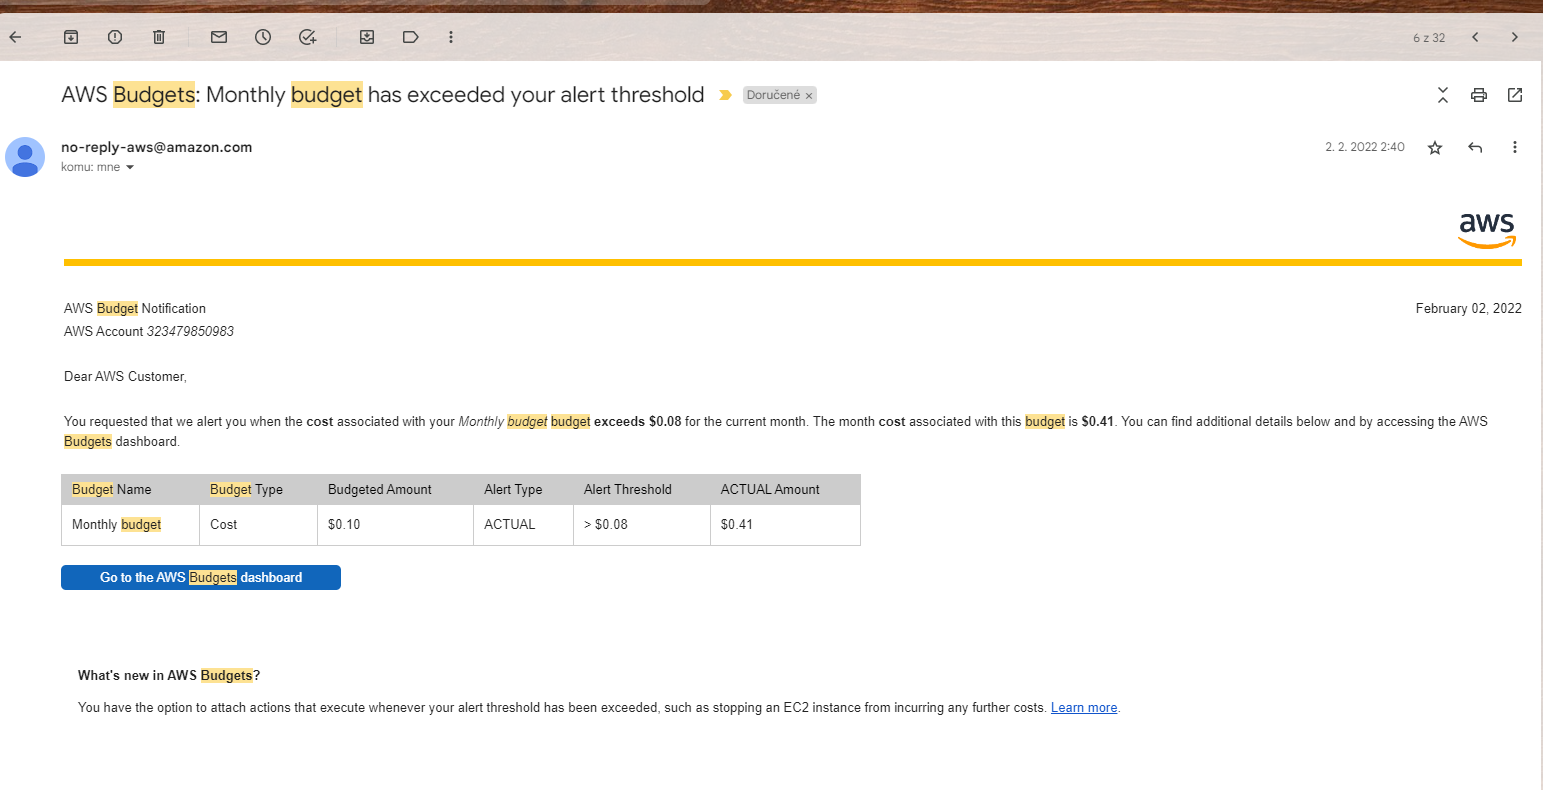 6 z 32
AWS Budgets: Monthly budget has exceeded your alert threshold
Doručené ×
no-reply-aws@amazon.com
2. 2. 2022 2:40
komu: mne
aws
AWS Budget Notification
February 02, 2022
AWS Account 323479850983
Dear AWS Customer,
You requested that we alert you when the cost associated with your Monthly budget budget exceeds $0.08 for the current month. The month cost associated with this budget is $0.41. You can find additional details below and by accessing the AWS
Budgets dashboard.
Budget Name Budget Type Budgeted Amount Alert Type Alert Threshold ACTUAL Amount
Monthly budget Cost $0.10 ACTUAL > $0.08 $0.41
Go to the AWS Budgets dashboard
What's new in AWS Budgets?
You have the option to attach actions that execute whenever your alert threshold has been exceeded, such as stopping an EC2 instance from incurring any further costs. Learn more.